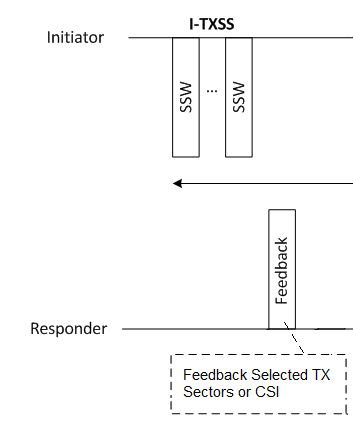 I-TXSS
Initiator
SSW
...
SSW
Feedback
Responder
Feedback Selected TX
Sectors or CSI